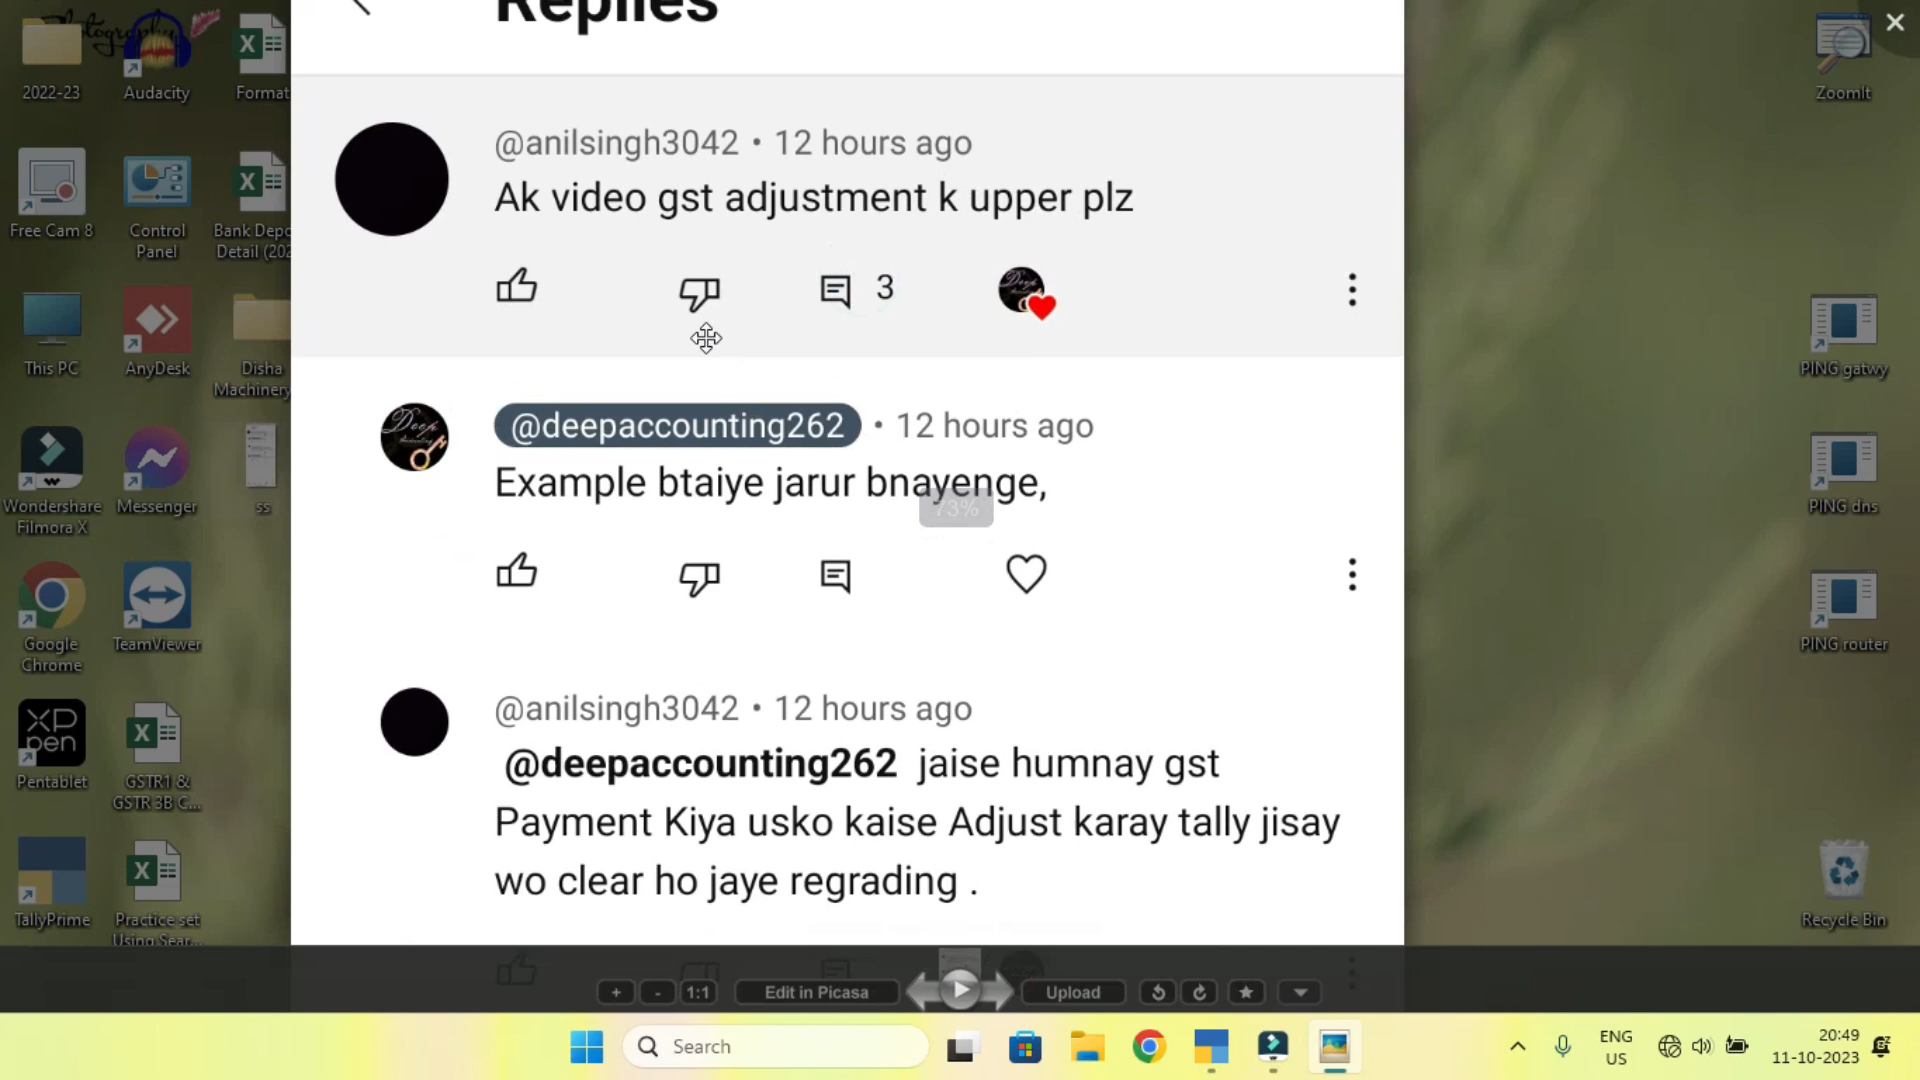 Replies
@anilsingh3042 • 12 hours ago
Ak video gst adjustment k upper plz
3
@deepaccounting262 • 12 hours ago
Example btaiye jarur bnayenge,
73%
@anilsingh3042 • 12 hours ago
@deepaccounting262 jaise humnay gst
Payment Kiya usko kaise Adjust karay tally jisay
wo clear ho jaye regrading .
2022-23
Audacity
Format
Free Cam 8
Control
Panel
Bank Depo
Detail (202
This PC
AnyDesk
Disha
Machinery
Wondershare
Filmora X
Messenger
ss
Google
Chrome
TeamViewer
XP
pen
Pentablet
GSTR1 &
GSTR 3B C...
TallyPrime
Practice set
Using Sear...
ZoomIt
PING gatwy
PING dns
PING router
Recycle Bin
+ - 1:1 Edit in Picasa Upload
Search
ENG
US
20:49
11-10-2023